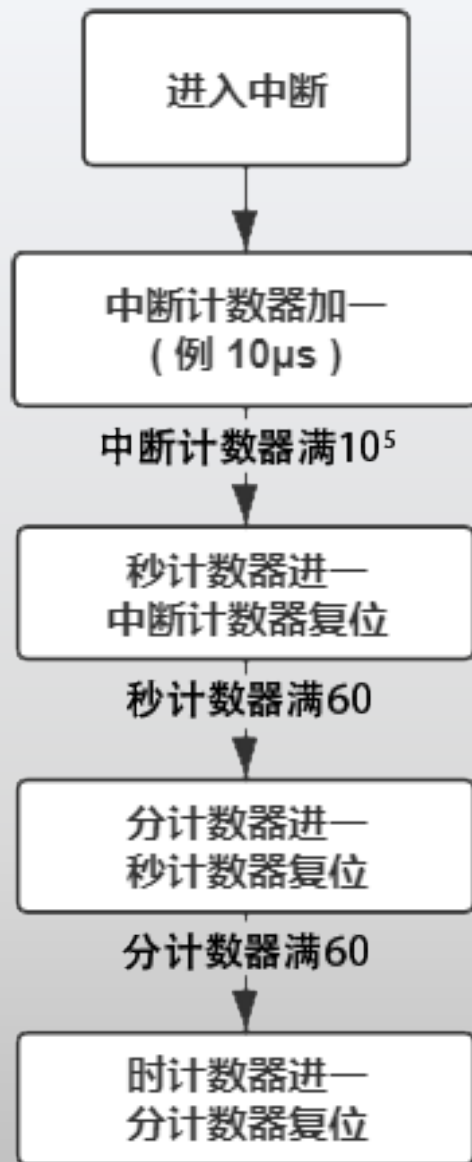 进入中断
中断计数器加一
( 例 10μs )
中断计数器满10⁵
秒计数器进一
中断计数器复位
秒计数器满60
分计数器进一
秒计数器复位
分计数器满60
时计数器进一
分计数器复位